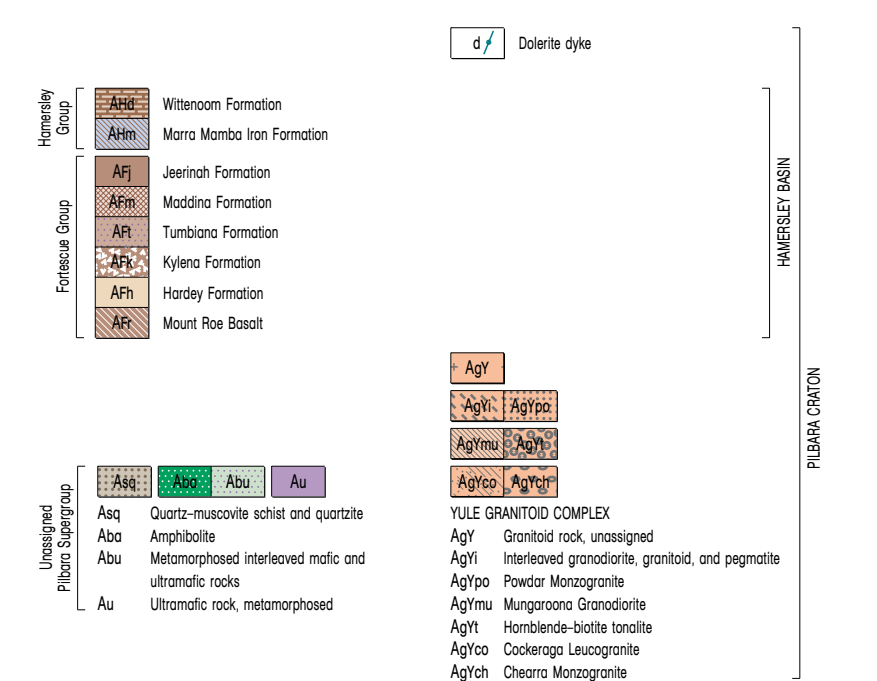 d Dolerite dyke
Hamersley
Group
AHd Wittenoom Formation
AHm Marra Mamba Iron Formation
Fortescue Group
AFj Jeerinah Formation
AFm Maddina Formation
AFt Tumbiana Formation
AFk Kylena Formation
AFh Hardey Formation
AFr Mount Roe Basalt
HAMERSLEY BASIN
PILBARA CRATON
AgY
AgYi AgYpo
AgYmu AgYt
AgYco AgYch
Unassigned
Pilbara Supergroup
Asq Aba Abu Au
Asq Quartz–muscovite schist and quartzite
Aba Amphibolite
Abu Metamorphosed interleaved mafic and
ultramafic rocks
Au Ultramafic rock, metamorphosed
YULE GRANITOID COMPLEX
AgY Granitoid rock, unassigned
AgYi Interleaved granodiorite, granitoid, and pegmatite
AgYpo Powdar Monzogranite
AgYmu Mungaroona Granodiorite
AgYt Hornblende–biotite tonalite
AgYco Cockeraga Leucogranite
AgYch Chearra Monzogranite